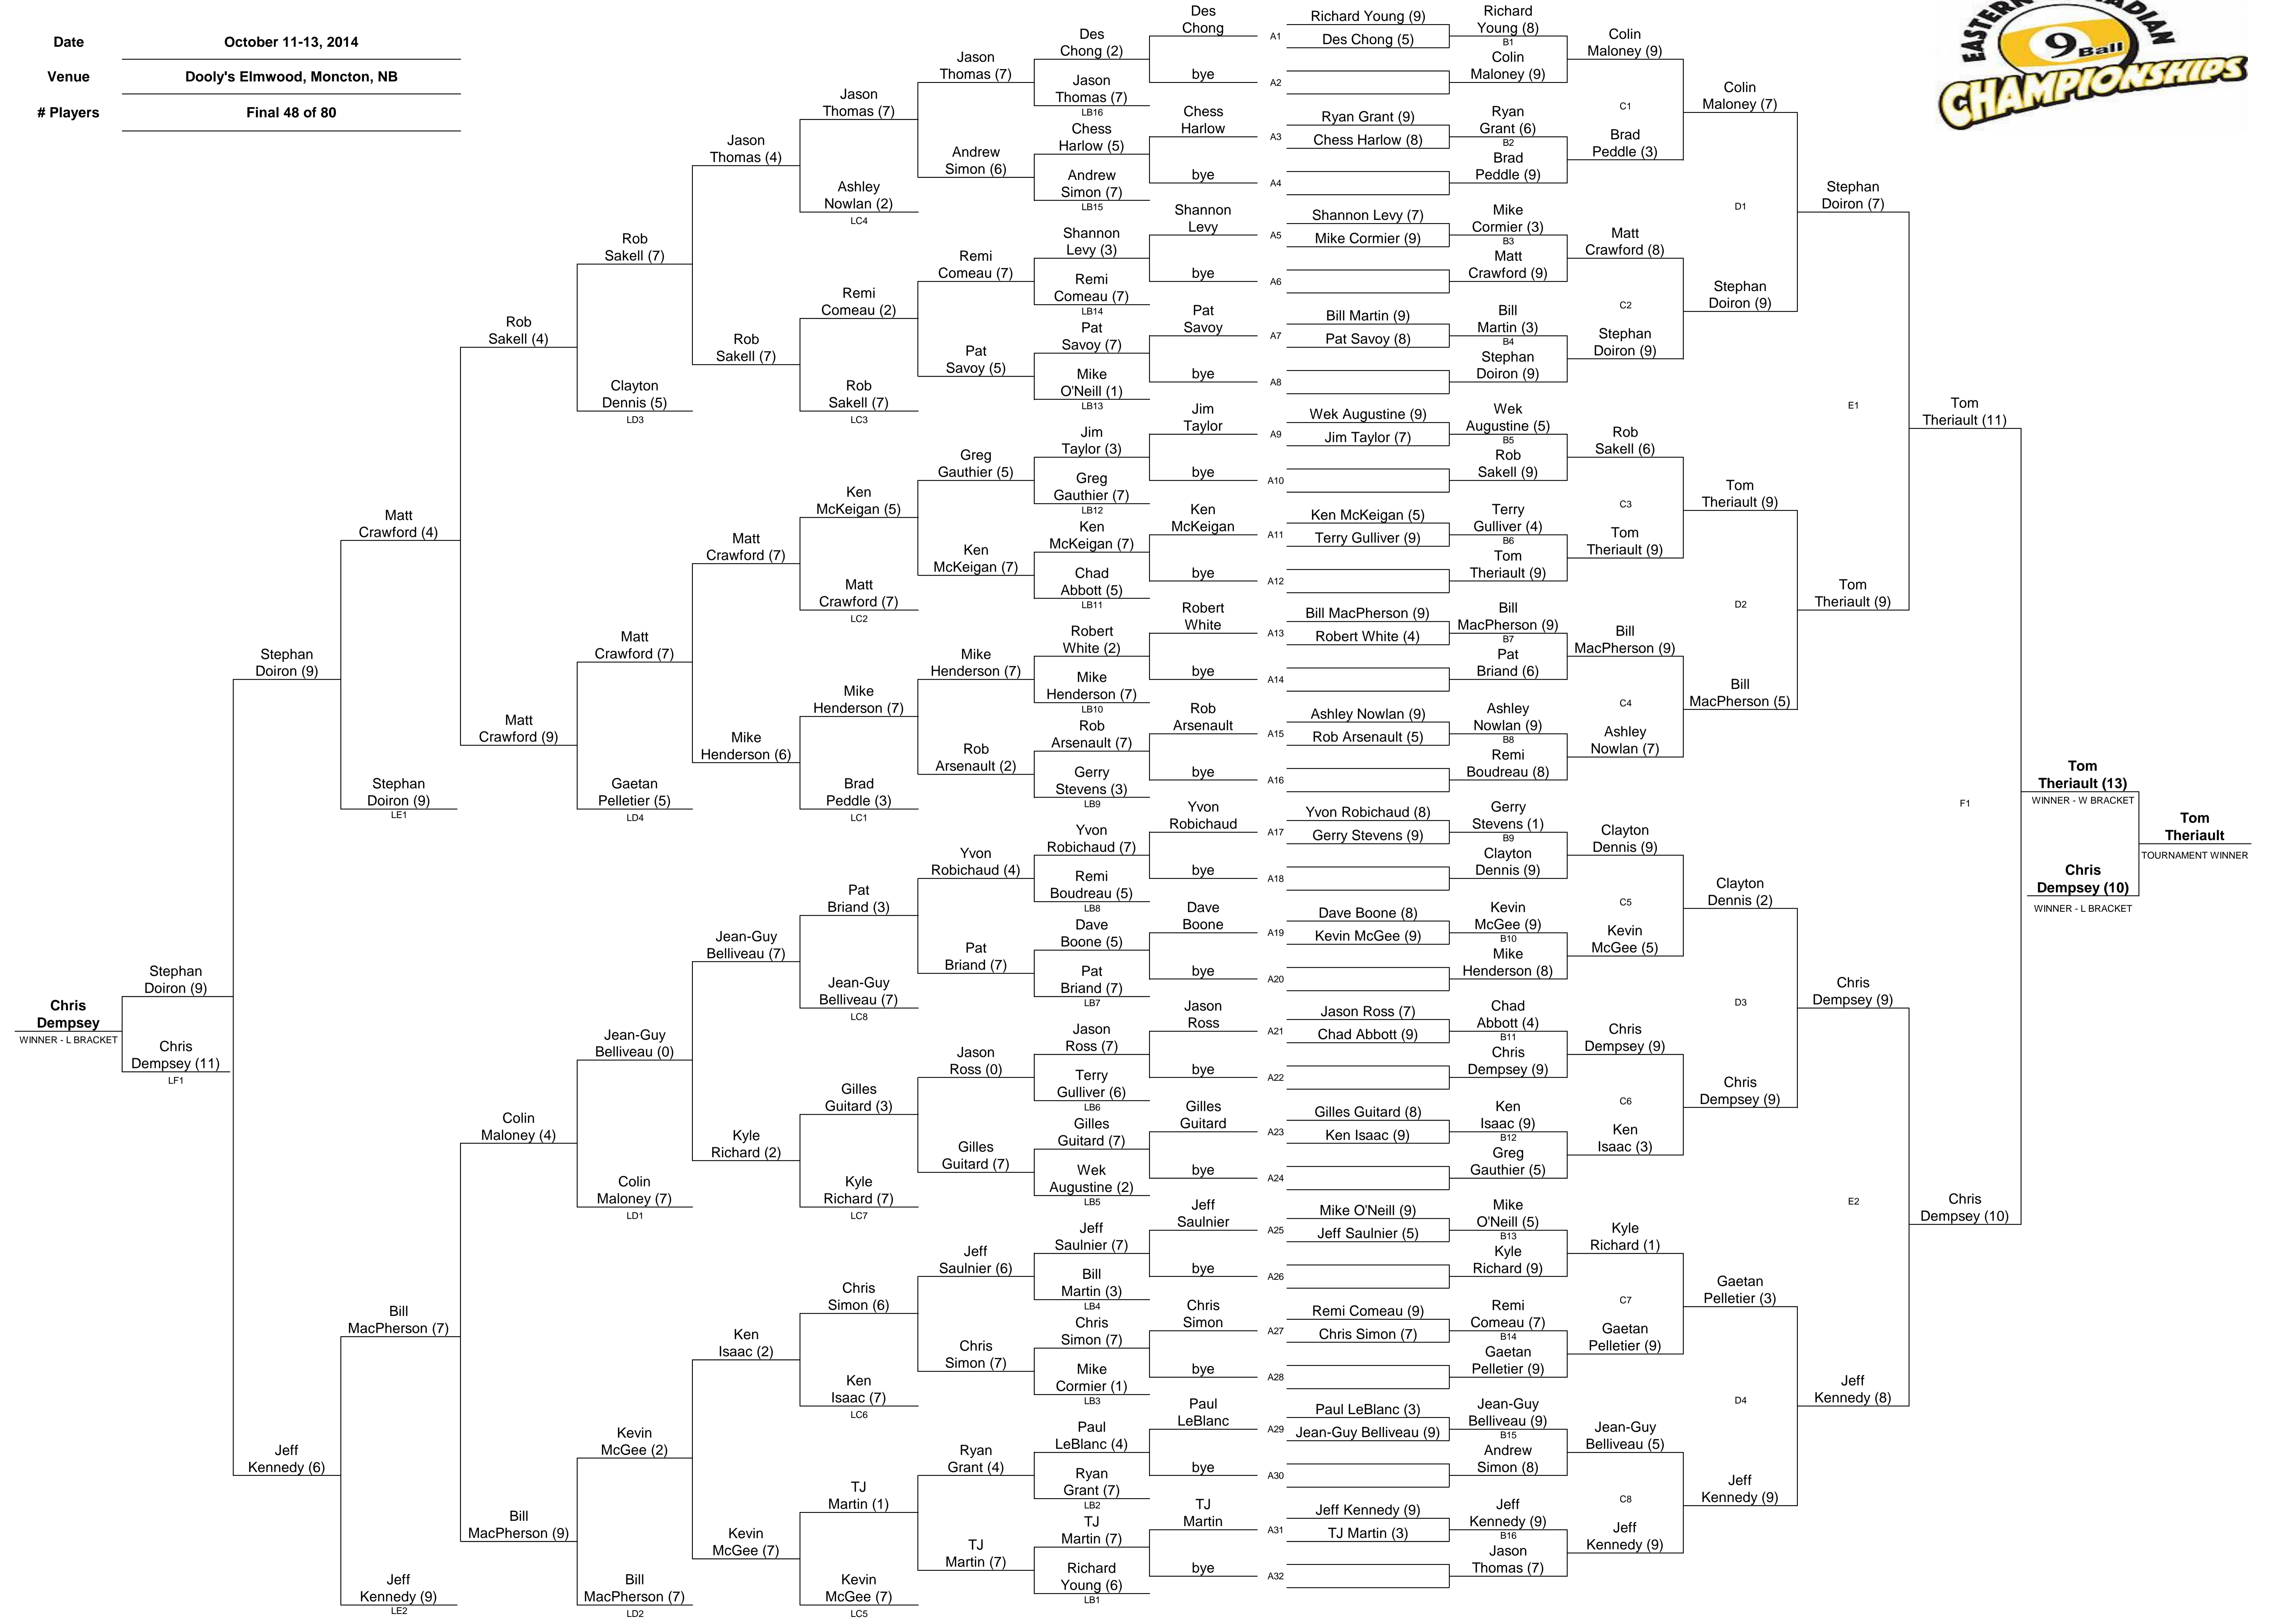 Date October 11-13, 2014
Venue Dooly's Elmwood, Moncton, NB
# Players Final 48 of 80
EASTERN
9 Ball
CHAMPIONSHIPS
Chris
Dempsey
WINNER - L BRACKET
Stephan
Doiron (9)
Chris
Dempsey (11)
LF1
Stephan
Doiron (9)
Jeff
Kennedy (6)
Matt
Crawford (4)
Stephan
Doiron (9)
LE1
Bill
MacPherson (7)
Jeff
Kennedy (9)
LE2
Rob
Sakell (4)
Matt
Crawford (9)
Colin
Maloney (4)
Bill
MacPherson (9)
Rob
Sakell (7)
Clayton
Dennis (5)
LD3
Matt
Crawford (7)
Gaetan
Pelletier (5)
LD4
Jean-Guy
Belliveau (0)
Colin
Maloney (7)
LD1
Kevin
McGee (2)
Bill
MacPherson (7)
LD2
Jason
Thomas (4)
Rob
Sakell (7)
Matt
Crawford (7)
Mike
Henderson (6)
Jean-Guy
Belliveau (7)
Kyle
Richard (2)
Ken
Isaac (2)
Kevin
McGee (7)
Jason
Thomas (7)
Ashley
Nowlan (2)
LC4
Remi
Comeau (2)
Rob
Sakell (7)
LC3
Ken
McKeigan (5)
Matt
Crawford (7)
LC2
Mike
Henderson (7)
Brad
Peddle (3)
LC1
Pat
Briand (3)
Jean-Guy
Belliveau (7)
LC8
Gilles
Guitard (3)
Kyle
Richard (7)
LC7
Chris
Simon (6)
Ken
Isaac (7)
LC6
TJ
Martin (1)
Kevin
McGee (7)
LC5
Jason
Thomas (7)
Andrew
Simon (6)
Remi
Comeau (7)
Pat
Savoy (5)
Greg
Gauthier (5)
Ken
McKeigan (7)
Mike
Henderson (7)
Rob
Arsenault (2)
Yvon
Robichaud (4)
Pat
Briand (7)
Jason
Ross (0)
Gilles
Guitard (7)
Jeff
Saulnier (6)
Chris
Simon (7)
Ryan
Grant (4)
TJ
Martin (7)
Des
Chong (2)
Jason
Thomas (7)
LB16
Chess
Harlow (5)
Andrew
Simon (7)
LB15
Shannon
Levy (3)
Remi
Comeau (7)
LB14
Pat
Savoy (7)
Mike
O'Neill (1)
LB13
Jim
Taylor (3)
Greg
Gauthier (7)
LB12
Ken
McKeigan (7)
Chad
Abbott (5)
LB11
Robert
White (2)
Mike
Henderson (7)
LB10
Rob
Arsenault (7)
Gerry
Stevens (3)
LB9
Yvon
Robichaud (7)
Remi
Boudreau (5)
LB8
Dave
Boone (5)
Pat
Briand (7)
LB7
Jason
Ross (7)
Terry
Gulliver (6)
LB6
Gilles
Guitard (7)
Wek
Augustine (2)
LB5
Jeff
Saulnier (7)
Bill
Martin (3)
LB4
Chris
Simon (7)
Mike
Cormier (1)
LB3
Paul
LeBlanc (4)
Ryan
Grant (7)
LB2
TJ
Martin (7)
Richard
Young (6)
LB1
Des
Chong
bye
Chess
Harlow
bye
Shannon
Levy
bye
Pat
Savoy
bye
Jim
Taylor
bye
Ken
McKeigan
bye
Robert
White
bye
Rob
Arsenault
bye
Yvon
Robichaud
bye
Dave
Boone
bye
Jason
Ross
bye
Gilles
Guitard
bye
Jeff
Saulnier
bye
Chris
Simon
bye
Paul
LeBlanc
bye
TJ
Martin
bye
A1
A2
A3
A4
A5
A6
A7
A8
A9
A10
A11
A12
A13
A14
A15
A16
A17
A18
A19
A20
A21
A22
A23
A24
A25
A26
A27
A28
A29
A30
A31
A32
Richard Young (9)
Des Chong (5)
Ryan Grant (9)
Chess Harlow (8)
Shannon Levy (7)
Mike Cormier (9)
Bill Martin (9)
Pat Savoy (8)
Wek Augustine (9)
Jim Taylor (7)
Ken McKeigan (5)
Terry Gulliver (9)
Bill MacPherson (9)
Robert White (4)
Ashley Nowlan (9)
Rob Arsenault (5)
Yvon Robichaud (8)
Gerry Stevens (9)
Dave Boone (8)
Kevin McGee (9)
Jason Ross (7)
Chad Abbott (9)
Gilles Guitard (8)
Ken Isaac (9)
Mike O'Neill (9)
Jeff Saulnier (5)
Remi Comeau (9)
Chris Simon (7)
Paul LeBlanc (3)
Jean-Guy Belliveau (9)
Jeff Kennedy (9)
TJ Martin (3)
Richard
Young (8)
B1
Colin
Maloney (9)
Ryan
Grant (6)
B2
Brad
Peddle (9)
Mike
Cormier (3)
B3
Matt
Crawford (9)
Bill
Martin (3)
B4
Stephan
Doiron (9)
Wek
Augustine (5)
B5
Rob
Sakell (9)
Terry
Gulliver (4)
B6
Tom
Theriault (9)
Bill
MacPherson (9)
B7
Pat
Briand (6)
Ashley
Nowlan (9)
B8
Remi
Boudreau (8)
Gerry
Stevens (1)
B9
Clayton
Dennis (9)
Kevin
McGee (9)
B10
Mike
Henderson (8)
Chad
Abbott (4)
B11
Chris
Dempsey (9)
Ken
Isaac (9)
B12
Greg
Gauthier (5)
Mike
O'Neill (5)
B13
Kyle
Richard (9)
Remi
Comeau (7)
B14
Gaetan
Pelletier (9)
Jean-Guy
Belliveau (9)
B15
Andrew
Simon (8)
Jeff
Kennedy (9)
B16
Jason
Thomas (7)
Colin
Maloney (9)
C1
Brad
Peddle (3)
Matt
Crawford (8)
C2
Stephan
Doiron (9)
Rob
Sakell (6)
C3
Tom
Theriault (9)
Bill
MacPherson (9)
C4
Ashley
Nowlan (7)
Clayton
Dennis (9)
C5
Kevin
McGee (5)
Chris
Dempsey (9)
C6
Ken
Isaac (3)
Kyle
Richard (1)
C7
Gaetan
Pelletier (9)
Jean-Guy
Belliveau (5)
C8
Jeff
Kennedy (9)
Colin
Maloney (7)
D1
Stephan
Doiron (9)
Tom
Theriault (9)
D2
Bill
MacPherson (5)
Clayton
Dennis (2)
D3
Chris
Dempsey (9)
Gaetan
Pelletier (3)
D4
Jeff
Kennedy (9)
Stephan
Doiron (7)
E1
Tom
Theriault (9)
Chris
Dempsey (9)
E2
Jeff
Kennedy (8)
Tom
Theriault (11)
F1
Chris
Dempsey (10)
Tom
Theriault (13)
WINNER - W BRACKET
Chris
Dempsey (10)
WINNER - L BRACKET
Tom
Theriault
TOURNAMENT WINNER